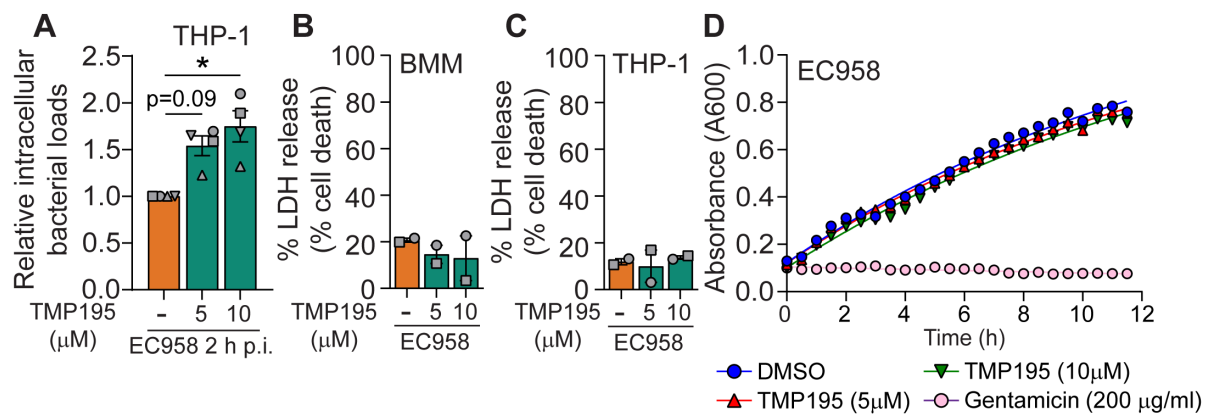 A
THP-1
Relative intracellular
bacterial loads
2.5
2.0
1.5
1.0
0.5
0.0
*
p=0.09
TMP195
(μM)
– 5 10
EC958 2 h p.i.
B
BMM
% LDH release
(% cell death)
100
80
60
40
20
0
TMP195
(μM)
– 5 10
EC958
C
THP-1
% LDH release
(% cell death)
100
80
60
40
20
0
TMP195
(μM)
– 5 10
EC958
D
EC958
Absorbance (A600)
1.0
0.8
0.6
0.4
0.2
0.0
0 2 4 6 8 10 12
Time (h)
DMSO
TMP195 (10μM)
TMP195 (5μM)
Gentamicin (200 μg/ml)